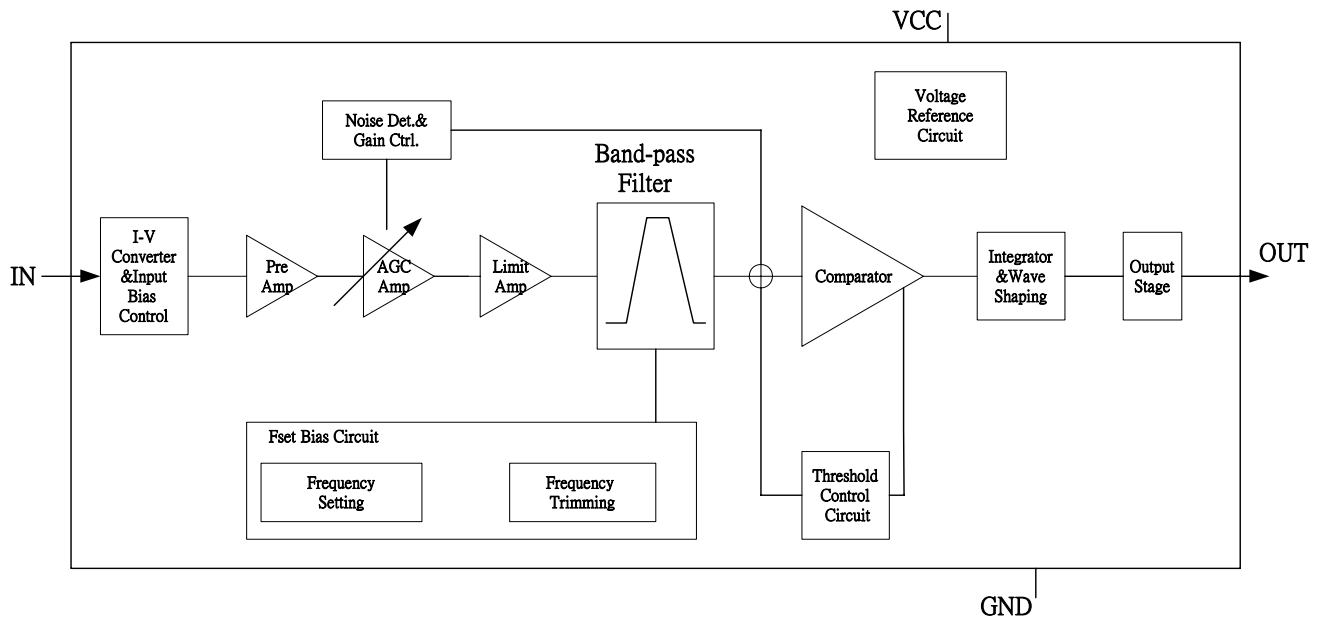 VCC
Voltage
Reference
Circuit
Noise Det.&
Gain Ctrl.
Band-pass
Filter
IN
I-V
Converter
&Input
Bias
Control
Pre
Amp
AGC
Amp
Limit
Amp
Comparator
Integrator
&Wave
Shaping
Output
Stage
OUT
Fset Bias Circuit
Frequency
Setting
Frequency
Trimming
Threshold
Control
Circuit
GND